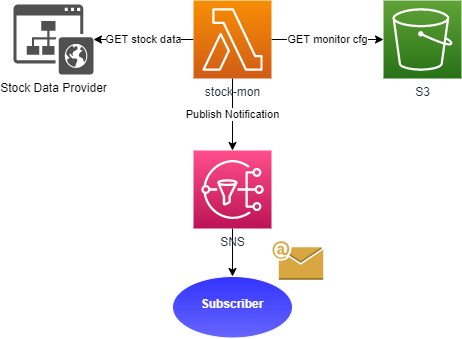 GET stock data
GET monitor cfg
Stock Data Provider
stock-mon
S3
Publish Notification
SNS
@
Subscriber